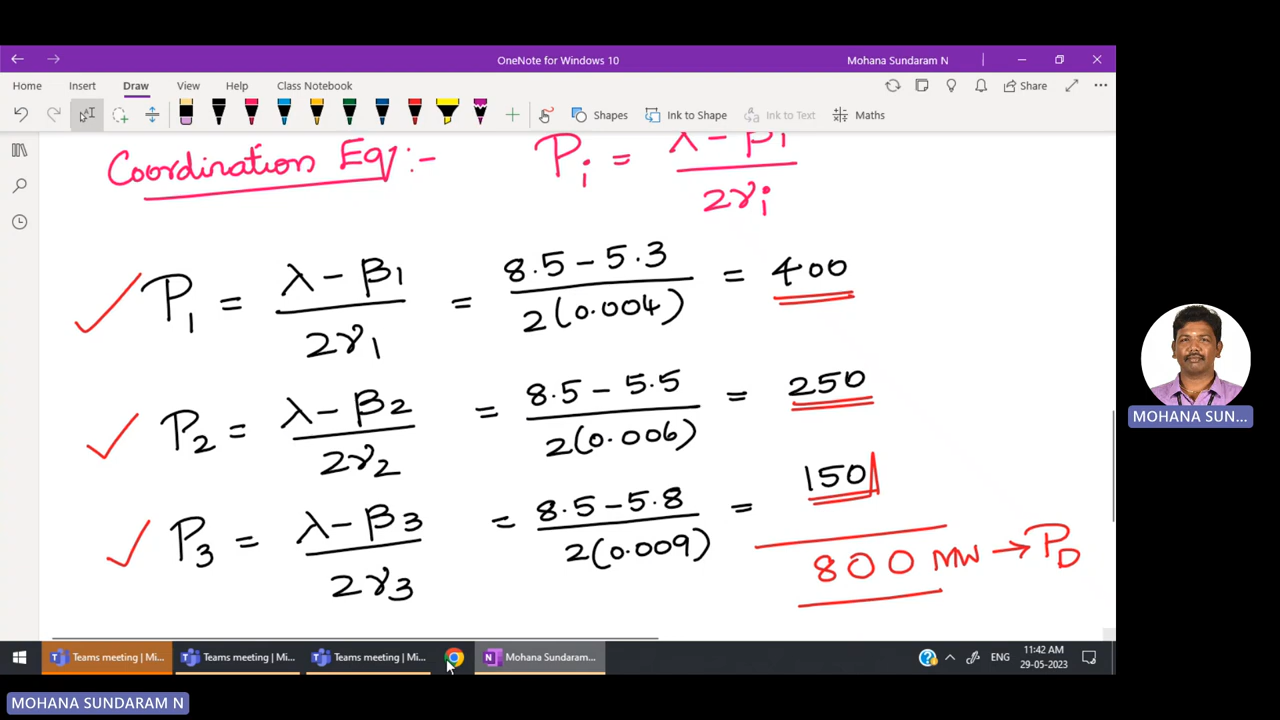 OneNote for Windows 10
Mohana Sundaram N
Home Insert Draw View Help Class Notebook
Share
Shapes Ink to Shape Ink to Text Maths
Coordination Eq :- Pi = λ - βi / 2γi
P1 = λ - β1 / 2γ1 = 8.5 - 5.3 / 2(0.004) = 400
P2 = λ - β2 / 2γ2 = 8.5 - 5.5 / 2(0.006) = 250
P3 = λ - β3 / 2γ3 = 8.5 - 5.8 / 2(0.009) = 150
800 MW → PD
MOHANA SUN...
Teams meeting | Mi... Teams meeting | Mi... Teams meeting | Mi... Mohana Sundaram...
ENG 11:42 AM
29-05-2023
MOHANA SUNDARAM N